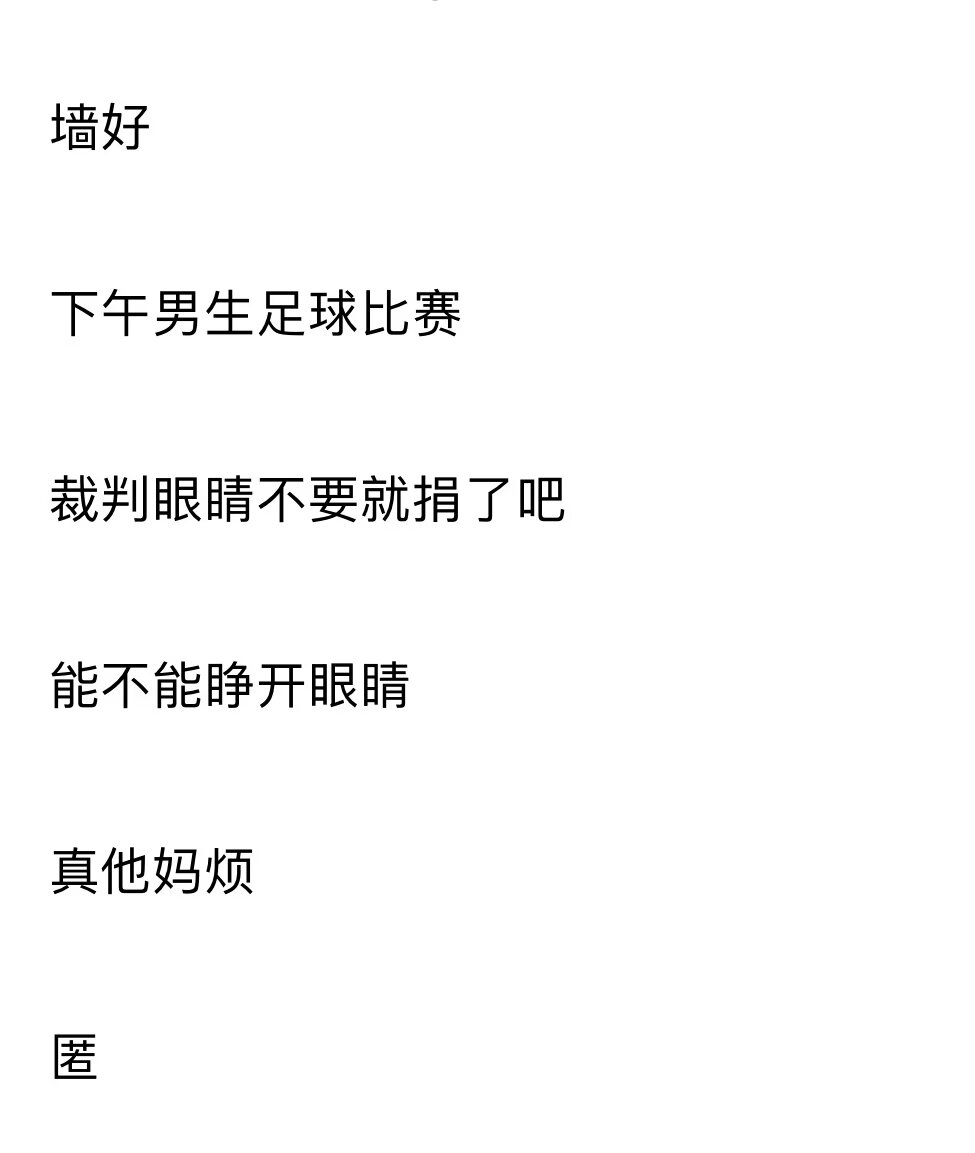 墙好
下午男生足球比赛
裁判眼睛不要就捐了吧
能不能睁开眼睛
真他妈烦
匿